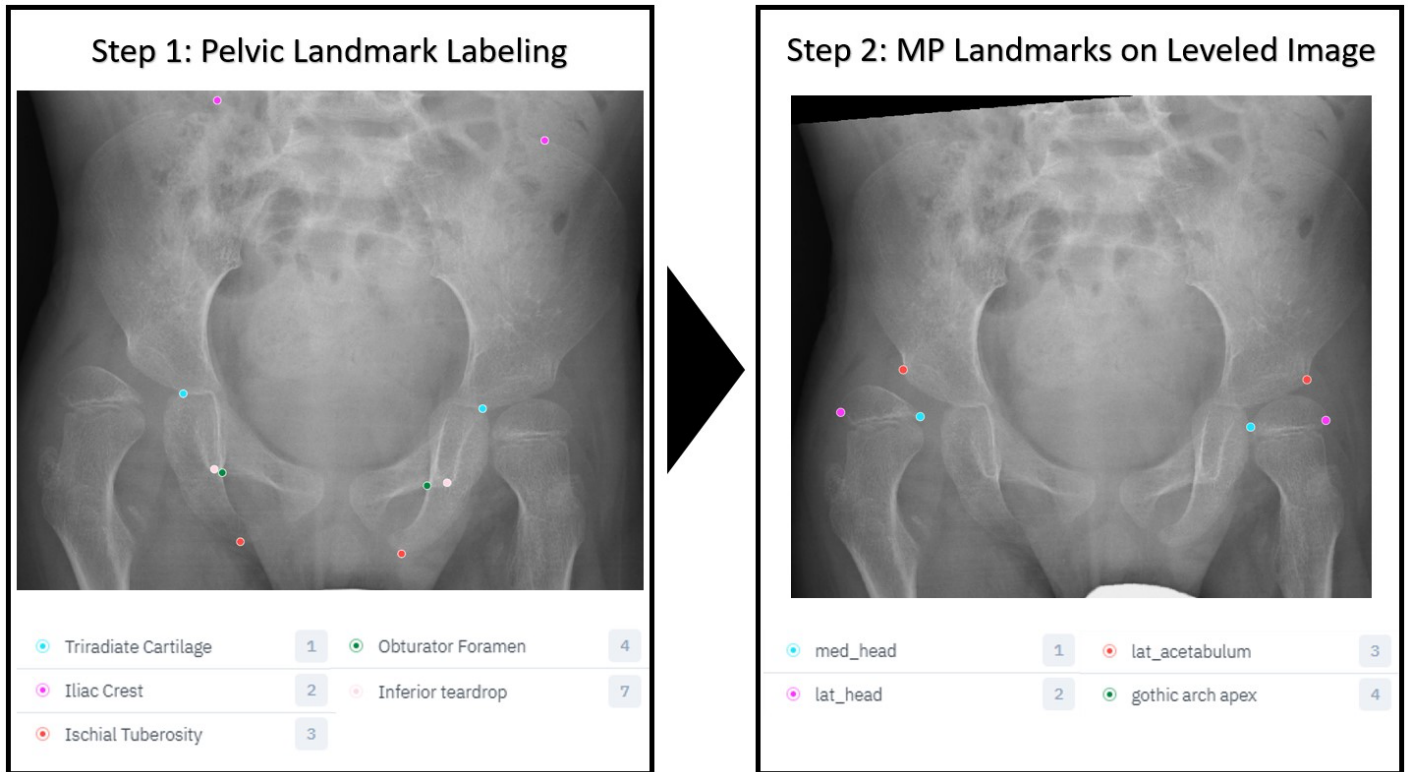 Step 1: Pelvic Landmark Labeling
Triradiate Cartilage 1
Obturator Foramen 4
Iliac Crest 2
Inferior teardrop 7
Ischial Tuberosity 3
Step 2: MP Landmarks on Leveled Image
med_head 1
lat_acetabulum 3
lat_head 2
gothic arch apex 4